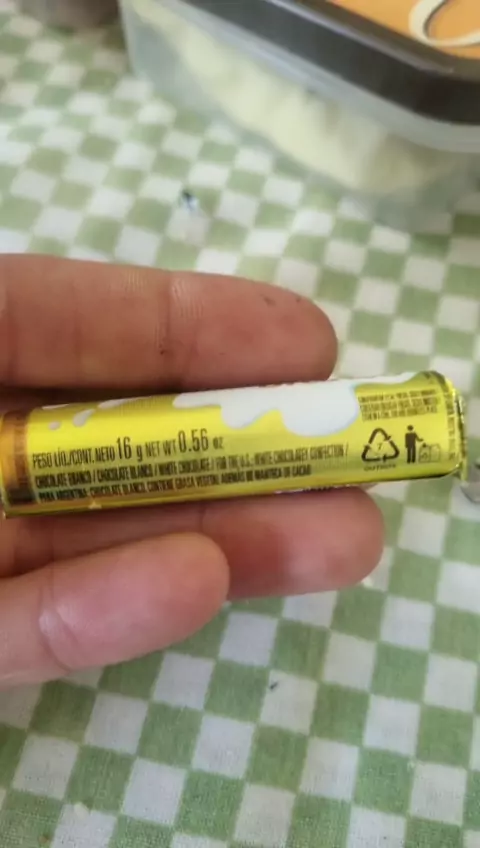 PESO LÍQ./CONT. NETO 16 g NET WT 0.56 oz
CHOCOLATE BRANCO / CHOCOLATE BLANCO / WHITE CHOCOLATE / FOR THE U.S. WHITE CHOCOLATEY CONFECTION /
PARA ARGENTINA: CHOCOLATE BLANCO. CONTIENE GRASA VEGETAL ADEMÁS DE MANTECA DE CACAO